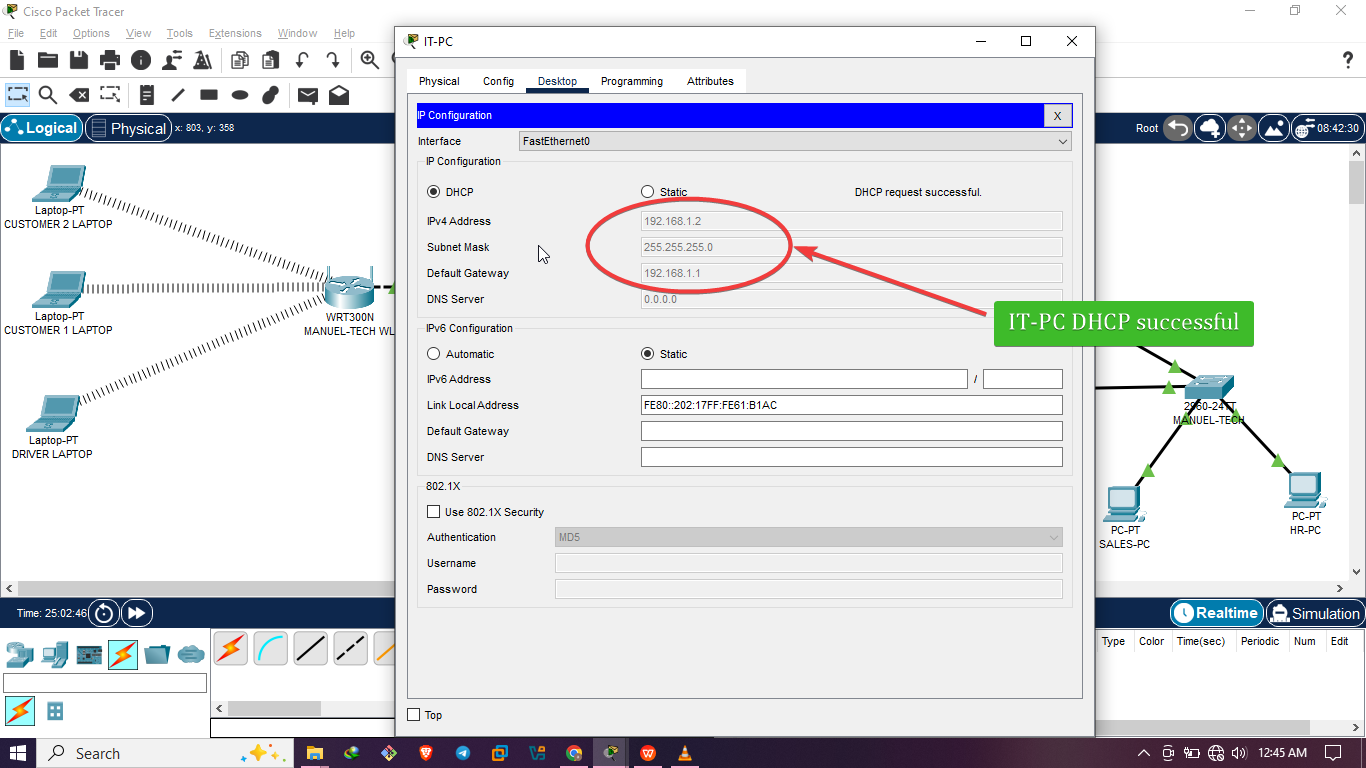 Cisco Packet Tracer
File Edit Options View Tools Extensions Window Help
Logical
Physical
x: 803, y: 358
Root
08:42:30
Laptop-PT
CUSTOMER 2 LAPTOP
Laptop-PT
CUSTOMER 1 LAPTOP
Laptop-PT
DRIVER LAPTOP
WRT300N
MANUEL-TECH WL
IT-PC
Physical Config Desktop Programming Attributes
IP Configuration
X
Interface FastEthernet0
IP Configuration
DHCP Static DHCP request successful.
IPv4 Address 192.168.1.2
Subnet Mask 255.255.255.0
Default Gateway 192.168.1.1
DNS Server 0.0.0.0
IPv6 Configuration
Automatic Static
IPv6 Address /
Link Local Address FE80::202:17FF:FE61:B1AC
Default Gateway
DNS Server
802.1X
Use 802.1X Security
Authentication MD5
Username
Password
Top
IT-PC DHCP successful
2960-24TT
MANUEL-TECH
PC-PT
SALES-PC
PC-PT
HR-PC
Time: 25:02:46
Realtime
Simulation
Type Color Time(sec) Periodic Num Edit
Search
12:45 AM